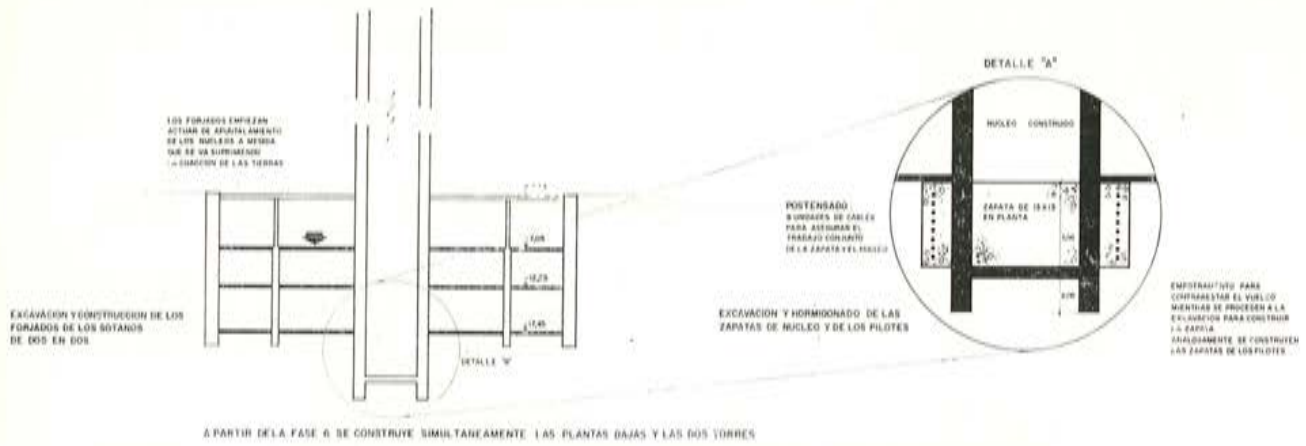 DETALLE "A"
NUCLEO CONSTRUIDO
LOS FORJADOS EMPIEZAN
ACTUAR DE APUNTALAMIENTO
DE LOS NUCLEOS A MEDIDA
QUE SE VA SUPRIMIENDO
LA COACCION DE LAS TIERRAS
POSTENSADO
8 UNIDADES DE CABLES
PARA ASEGURAR EL
TRABAJO CONJUNTO
DE LA ZAPATA Y EL NUCLEO
ZAPATA DE 13 X 13
EN PLANTA
EXCAVACION Y CONSTRUCCION DE LOS
FORJADOS DE LOS SOTANOS
DE DOS EN DOS
EXCAVACION Y HORMIGONADO DE LAS
ZAPATAS DE NUCLEO Y DE LOS PILOTES
EMPOTRAMIENTO PARA
CONTRARRESTAR EL VUELCO
MIENTRAS SE PROCEDEN A LA
EXCAVACION PARA CONSTRUIR
LA ZAPATA
ANALOGAMENTE SE CONSTRUYEN
LAS ZAPATAS DE LOS PILOTES
DETALLE "A"
A PARTIR DE LA FASE 6 SE CONSTRUYE SIMULTANEAMENTE LAS PLANTAS BAJAS Y LAS DOS TORRES